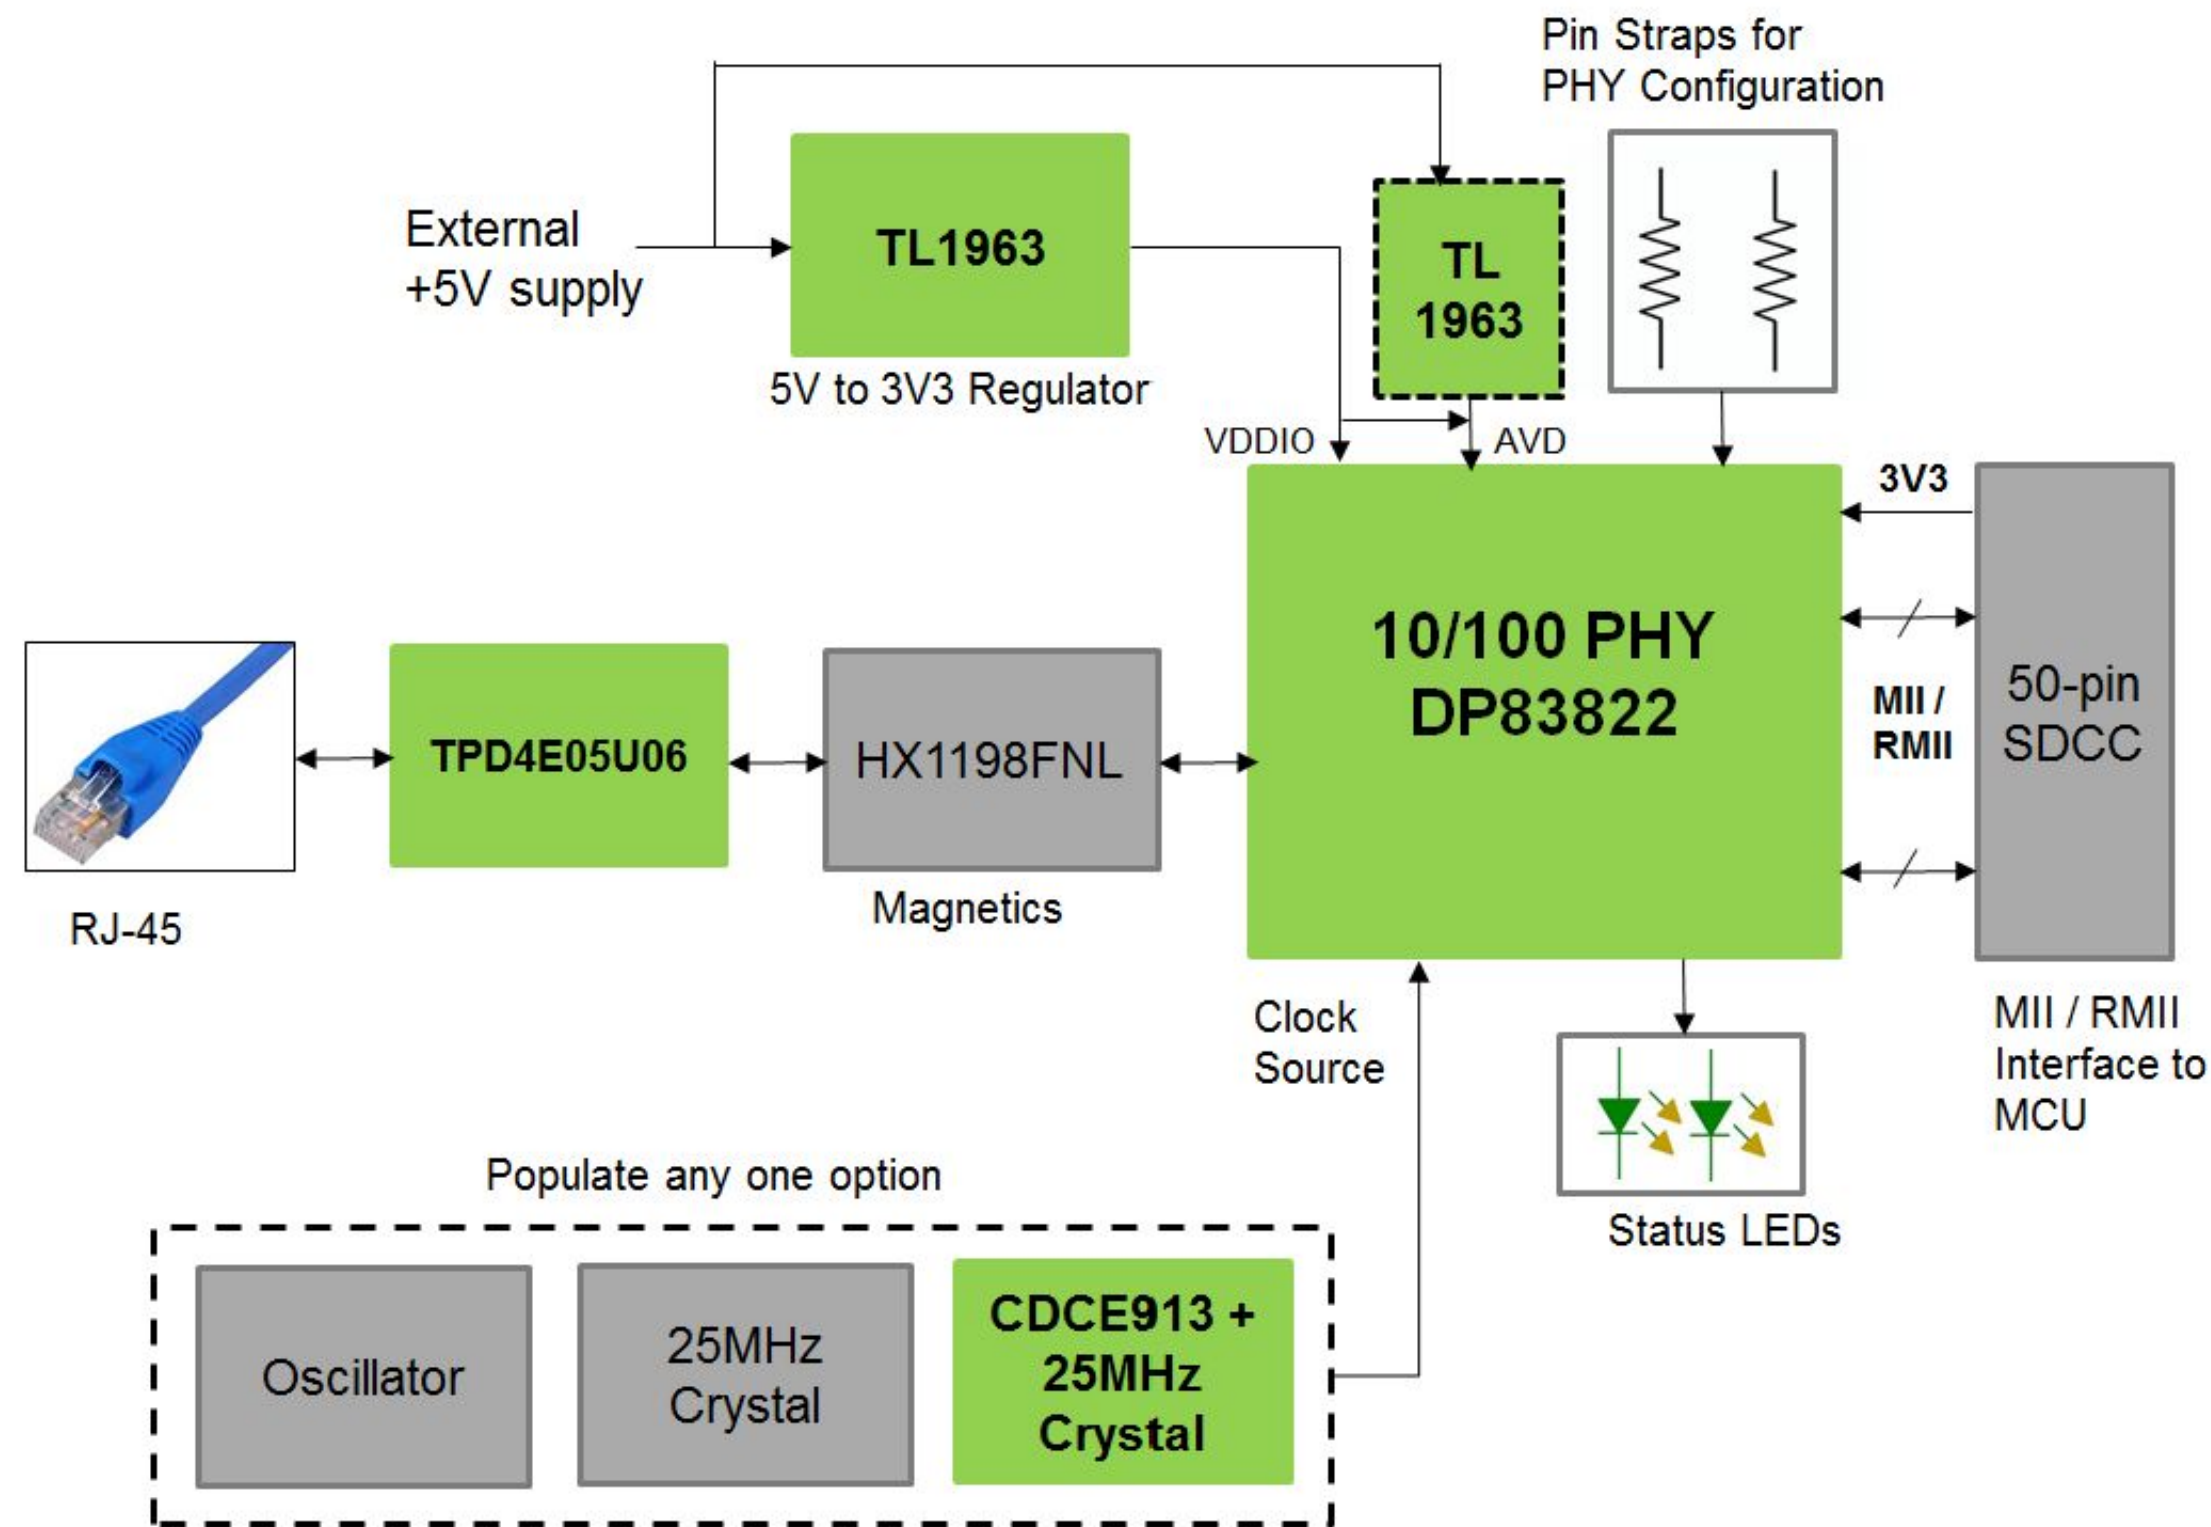 Pin Straps for
PHY Configuration
External
+5V supply
TL1963
5V to 3V3 Regulator
TL
1963
VDDIO
AVD
3V3
10/100 PHY
DP83822
MII /
RMII
50-pin
SDCC
TPD4E05U06
HX1198FNL
RJ-45
Magnetics
Clock
Source
MII / RMII
Interface to
MCU
Status LEDs
Populate any one option
Oscillator
25MHz
Crystal
CDCE913 +
25MHz
Crystal